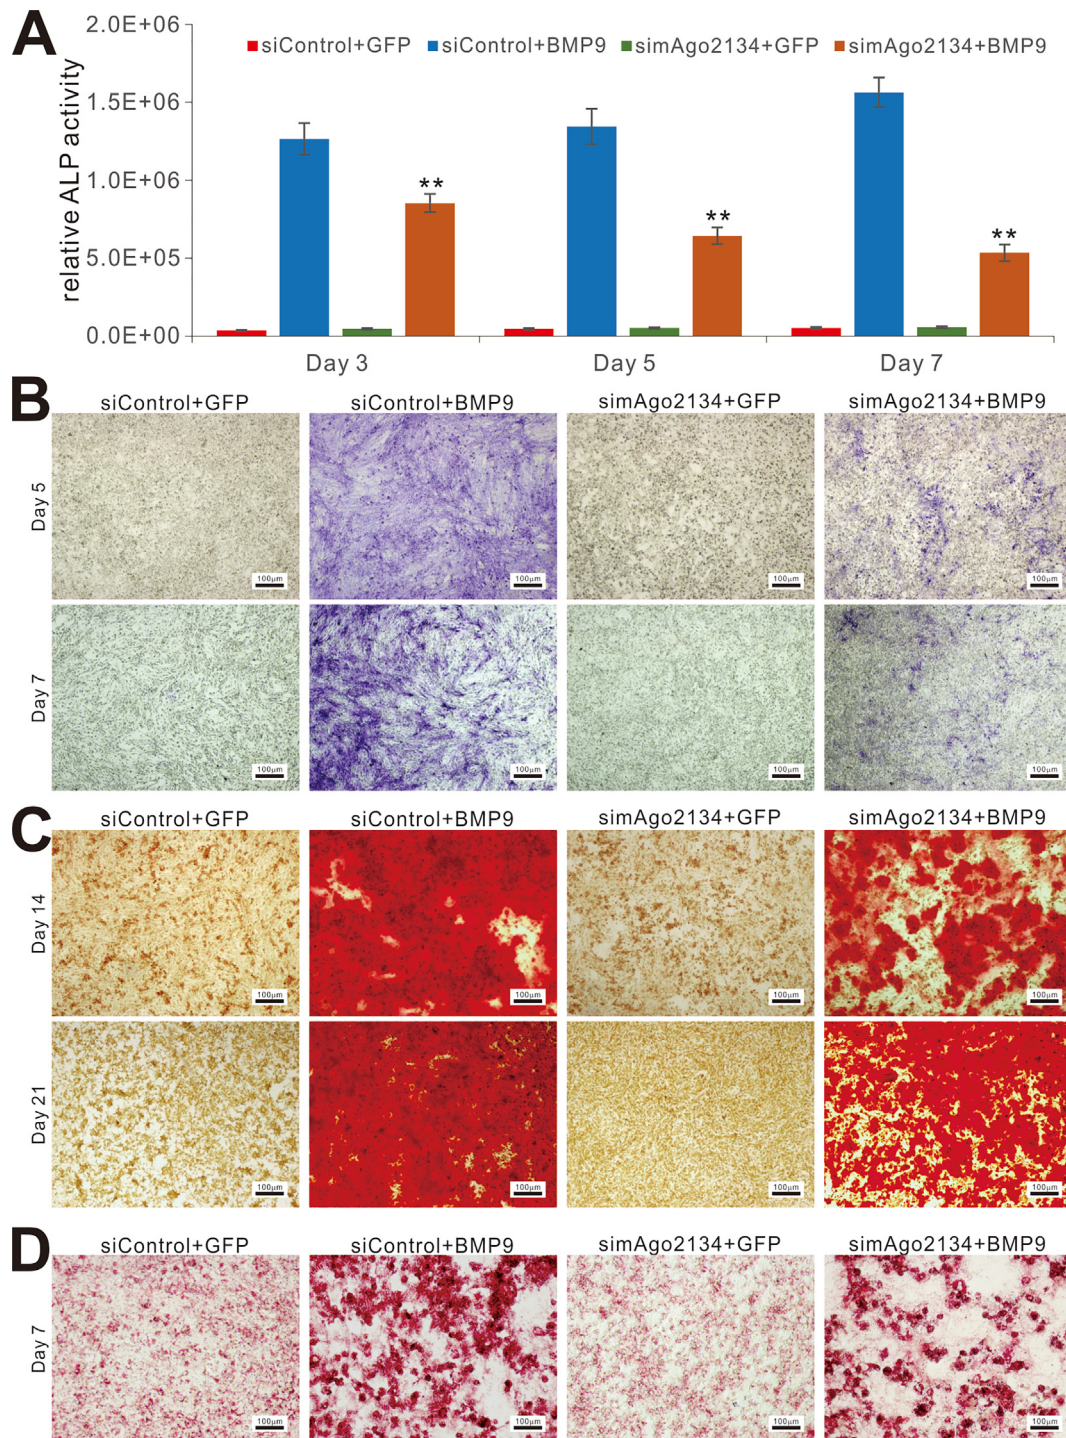 A
2.0E+06
siControl+GFP siControl+BMP9 simAgo2134+GFP simAgo2134+BMP9
1.5E+06
1.0E+06
5.0E+05
0.0E+00
relative ALP activity
**
**
**
Day 3 Day 5 Day 7
B
siControl+GFP siControl+BMP9 simAgo2134+GFP simAgo2134+BMP9
Day 5
100μm 100μm 100μm 100μm
Day 7
100μm 100μm 100μm 100μm
C
siControl+GFP siControl+BMP9 simAgo2134+GFP simAgo2134+BMP9
Day 14
100μm 100μm 100μm 100μm
Day 21
100μm 100μm 100μm 100μm
D
siControl+GFP siControl+BMP9 simAgo2134+GFP simAgo2134+BMP9
Day 7
100μm 100μm 100μm 100μm